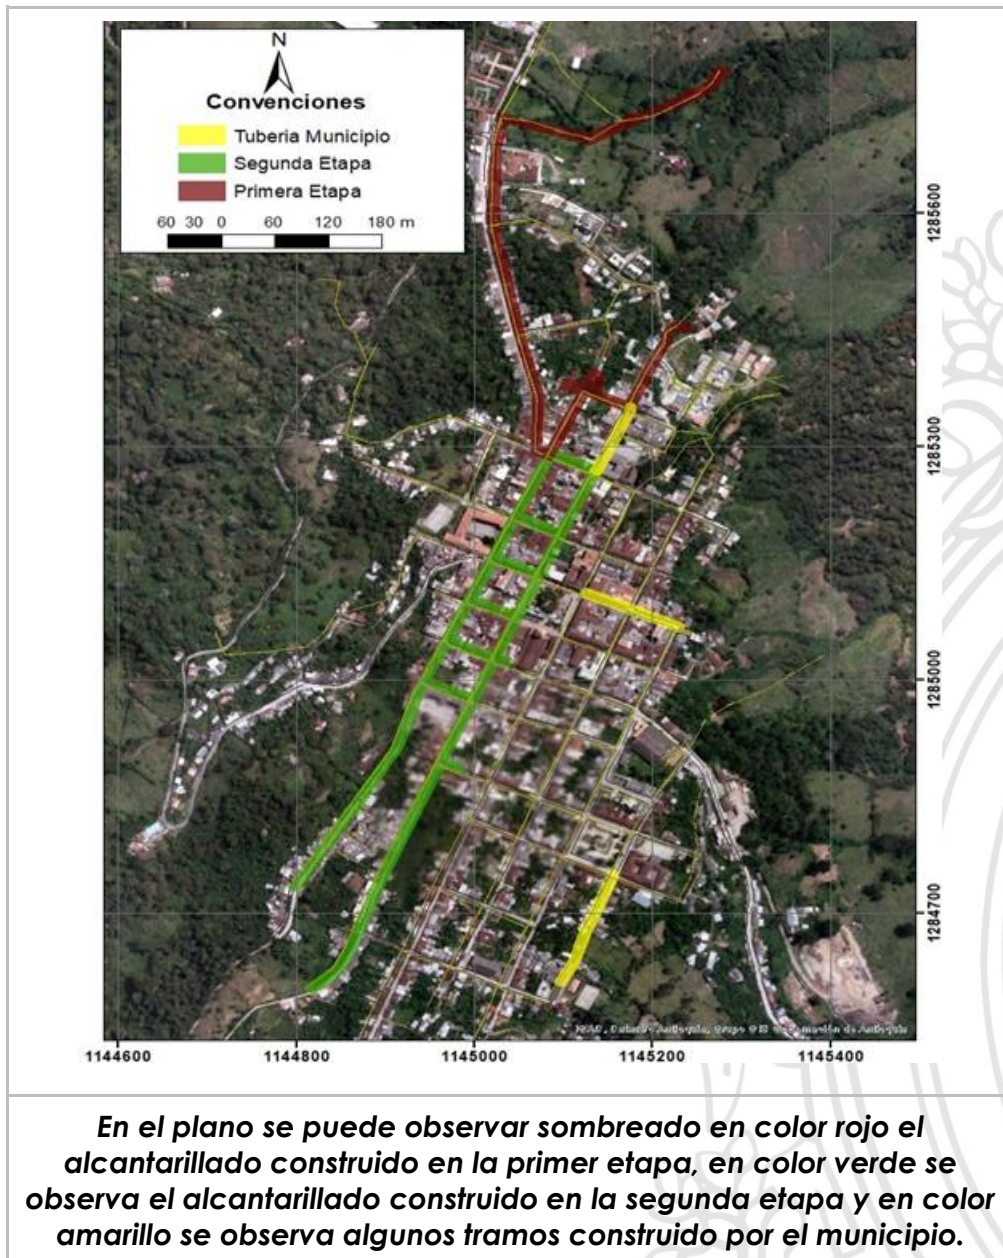 N
Convenciones
Tuberia Municipio
Segunda Etapa
Primera Etapa
60 30 0 60 120 180 m
1285600
1285300
1285000
1284700
1144600 1144800 1145000 1145200 1145400
En el plano se puede observar sombreado en color rojo el
alcantarillado construido en la primer etapa, en color verde se
observa el alcantarillado construido en la segunda etapa y en color
amarillo se observa algunos tramos construido por el municipio.